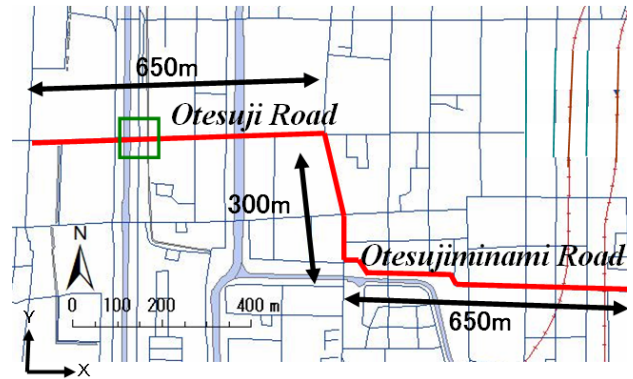 650m
Otesuji Road
300m
N
Otesujiminami Road
0 100 200 400 m
650m
Y
X